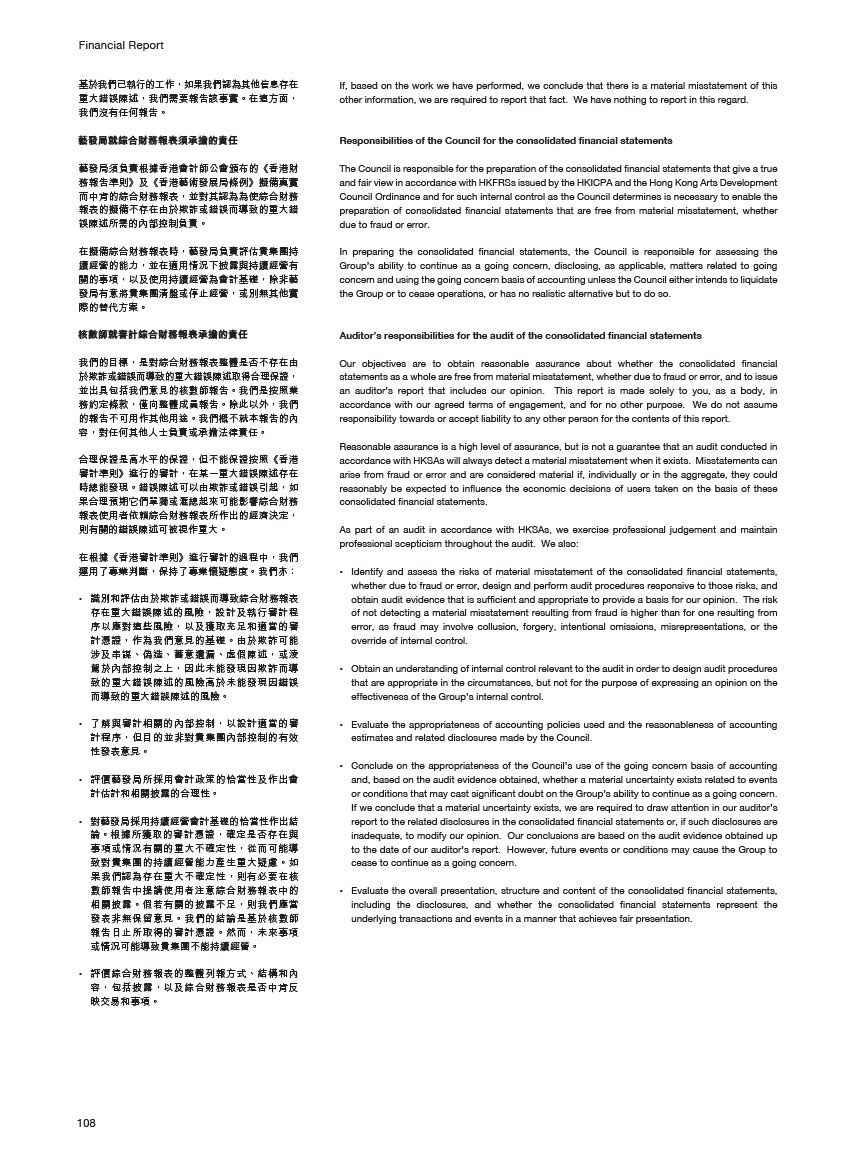 Financial Report
基於我們已執行的工作，如果我們認為其他信息存在
重大錯誤陳述，我們需要報告該事實。在這方面，
我們沒有任何報告。
藝發局就綜合財務報表須承擔的責任
藝發局須負責根據香港會計師公會頒布的《香港財
務報告準則》及《香港藝術發展局條例》擬備真實
而中肯的綜合財務報表，並對其認為為使綜合財務
報表的擬備不存在由於欺詐或錯誤而導致的重大錯
誤陳述所需的內部控制負責。
在擬備綜合財務報表時，藝發局負責評估貴集團持
續經營的能力，並在適用情況下披露與持續經營有
關的事項，以及使用持續經營為會計基礎，除非藝
發局有意將貴集團清盤或停止經營，或別無其他實
際的替代方案。
核數師就審計綜合財務報表承擔的責任
我們的目標，是對綜合財務報表整體是否不存在由
於欺詐或錯誤而導致的重大錯誤陳述取得合理保證，
並出具包括我們意見的核數師報告。我們是按照業
務約定條款，僅向整體成員報告。除此以外，我們
的報告不可用作其他用途。我們概不就本報告的內
容，對任何其他人士負責或承擔法律責任。
合理保證是高水平的保證，但不能保證按照《香港
審計準則》進行的審計，在某一重大錯誤陳述存在
時總能發現。錯誤陳述可以由欺詐或錯誤引起，如
果合理預期它們單獨或滙總起來可能影響綜合財務
報表使用者依賴綜合財務報表所作出的經濟決定，
則有關的錯誤陳述可被視作重大。
在根據《香港審計準則》進行審計的過程中，我們
運用了專業判斷，保持了專業懷疑態度。我們亦：
• 識別和評估由於欺詐或錯誤而導致綜合財務報表
存在重大錯誤陳述的風險，設計及執行審計程
序以應對這些風險，以及獲取充足和適當的審
計憑證，作為我們意見的基礎。由於欺詐可能
涉及串謀、偽造、蓄意遺漏、虛假陳述，或淩
駕於內部控制之上，因此未能發現因欺詐而導
致的重大錯誤陳述的風險高於未能發現因錯誤
而導致的重大錯誤陳述的風險。
• 了解與審計相關的內部控制，以設計適當的審
計程序，但目的並非對貴集團內部控制的有效
性發表意見。
• 評價藝發局所採用會計政策的恰當性及作出會
計估計和相關披露的合理性。
• 對藝發局採用持續經營會計基礎的恰當性作出結
論。根據所獲取的審計憑證，確定是否存在與
事項或情況有關的重大不確定性，從而可能導
致對貴集團的持續經營能力產生重大疑慮。如
果我們認為存在重大不確定性，則有必要在核
數師報告中提請使用者注意綜合財務報表中的
相關披露。假若有關的披露不足，則我們應當
發表非無保留意見。我們的結論是基於核數師
報告日止所取得的審計憑證。然而，未來事項
或情況可能導致貴集團不能持續經營。
• 評價綜合財務報表的整體列報方式、結構和內
容，包括披露，以及綜合財務報表是否中肯反
映交易和事項。
If, based on the work we have performed, we conclude that there is a material misstatement of this
other information, we are required to report that fact. We have nothing to report in this regard.
Responsibilities of the Council for the consolidated financial statements
The Council is responsible for the preparation of the consolidated financial statements that give a true
and fair view in accordance with HKFRSs issued by the HKICPA and the Hong Kong Arts Development
Council Ordinance and for such internal control as the Council determines is necessary to enable the
preparation of consolidated financial statements that are free from material misstatement, whether
due to fraud or error.
In preparing the consolidated financial statements, the Council is responsible for assessing the
Group's ability to continue as a going concern, disclosing, as applicable, matters related to going
concern and using the going concern basis of accounting unless the Council either intends to liquidate
the Group or to cease operations, or has no realistic alternative but to do so.
Auditor's responsibilities for the audit of the consolidated financial statements
Our objectives are to obtain reasonable assurance about whether the consolidated financial
statements as a whole are free from material misstatement, whether due to fraud or error, and to issue
an auditor's report that includes our opinion. This report is made solely to you, as a body, in
accordance with our agreed terms of engagement, and for no other purpose. We do not assume
responsibility towards or accept liability to any other person for the contents of this report.
Reasonable assurance is a high level of assurance, but is not a guarantee that an audit conducted in
accordance with HKSAs will always detect a material misstatement when it exists. Misstatements can
arise from fraud or error and are considered material if, individually or in the aggregate, they could
reasonably be expected to influence the economic decisions of users taken on the basis of these
consolidated financial statements.
As part of an audit in accordance with HKSAs, we exercise professional judgement and maintain
professional scepticism throughout the audit. We also:
• Identify and assess the risks of material misstatement of the consolidated financial statements,
whether due to fraud or error, design and perform audit procedures responsive to those risks, and
obtain audit evidence that is sufficient and appropriate to provide a basis for our opinion. The risk
of not detecting a material misstatement resulting from fraud is higher than for one resulting from
error, as fraud may involve collusion, forgery, intentional omissions, misrepresentations, or the
override of internal control.
• Obtain an understanding of internal control relevant to the audit in order to design audit procedures
that are appropriate in the circumstances, but not for the purpose of expressing an opinion on the
effectiveness of the Group's internal control.
• Evaluate the appropriateness of accounting policies used and the reasonableness of accounting
estimates and related disclosures made by the Council.
• Conclude on the appropriateness of the Council's use of the going concern basis of accounting
and, based on the audit evidence obtained, whether a material uncertainty exists related to events
or conditions that may cast significant doubt on the Group's ability to continue as a going concern.
If we conclude that a material uncertainty exists, we are required to draw attention in our auditor's
report to the related disclosures in the consolidated financial statements or, if such disclosures are
inadequate, to modify our opinion. Our conclusions are based on the audit evidence obtained up
to the date of our auditor's report. However, future events or conditions may cause the Group to
cease to continue as a going concern.
• Evaluate the overall presentation, structure and content of the consolidated financial statements,
including the disclosures, and whether the consolidated financial statements represent the
underlying transactions and events in a manner that achieves fair presentation.
108